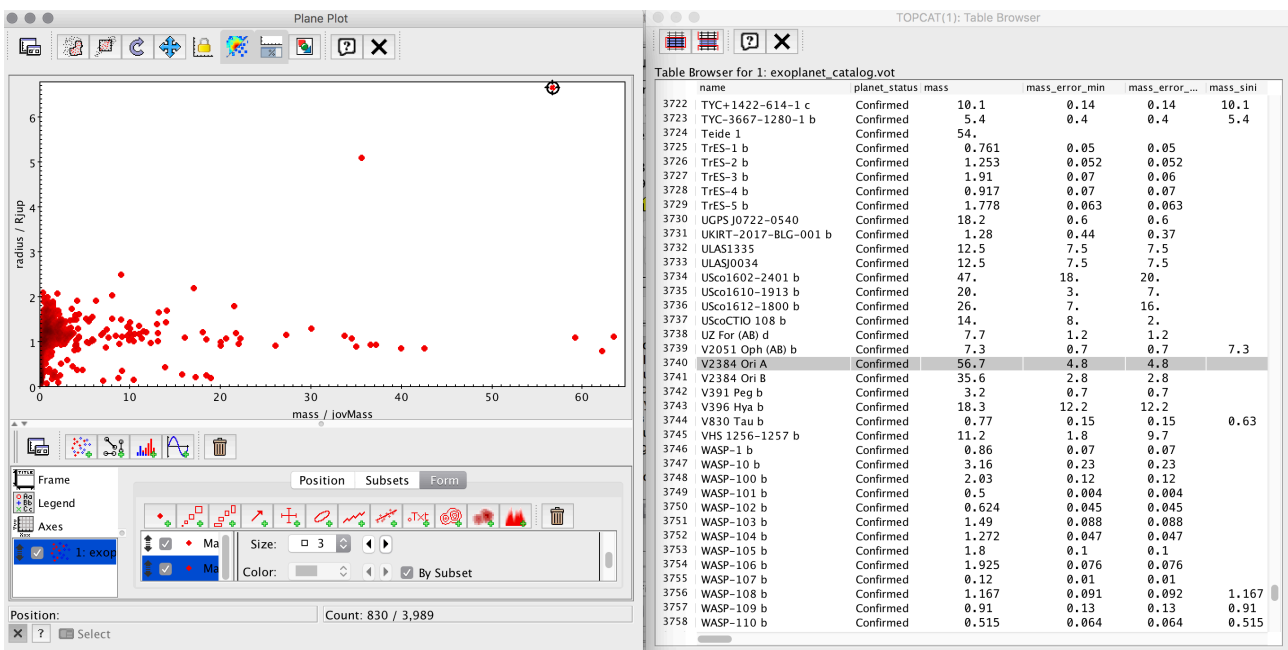 Plane Plot
radius / Rjup
6
5
4
3
2
1
0
0 10 20 30 40 50 60
mass / jovMass
Frame
Legend
Axes
1: exop
Position Subsets Form
Ma Size: 3
Ma Color: By Subset
Position: Count: 830 / 3,989
Select
TOPCAT(1): Table Browser
Table Browser for 1: exoplanet_catalog.vot
name planet_status mass mass_error_min mass_error_... mass_sini
3722 TYC+1422-614-1 c Confirmed 10.1 0.14 0.14 10.1
3723 TYC-3667-1280-1 b Confirmed 5.4 0.4 0.4 5.4
3724 Teide 1 Confirmed 54.
3725 TrES-1 b Confirmed 0.761 0.05 0.05
3726 TrES-2 b Confirmed 1.253 0.052 0.052
3727 TrES-3 b Confirmed 1.91 0.07 0.06
3728 TrES-4 b Confirmed 0.917 0.07 0.07
3729 TrES-5 b Confirmed 1.778 0.063 0.063
3730 UGPS J0722-0540 Confirmed 18.2 0.6 0.6
3731 UKIRT-2017-BLG-001 b Confirmed 1.28 0.44 0.37
3732 ULAS1335 Confirmed 12.5 7.5 7.5
3733 ULASJ0034 Confirmed 12.5 7.5 7.5
3734 USco1602-2401 b Confirmed 47. 18. 20.
3735 USco1610-1913 b Confirmed 20. 3. 7.
3736 USco1612-1800 b Confirmed 26. 7. 16.
3737 UScoCTIO 108 b Confirmed 14. 8. 2.
3738 UZ For (AB) d Confirmed 7.7 1.2 1.2
3739 V2051 Oph (AB) b Confirmed 7.3 0.7 0.7 7.3
3740 V2384 Ori A Confirmed 56.7 4.8 4.8
3741 V2384 Ori B Confirmed 35.6 2.8 2.8
3742 V391 Peg b Confirmed 3.2 0.7 0.7
3743 V396 Hya b Confirmed 18.3 12.2 12.2
3744 V830 Tau b Confirmed 0.77 0.15 0.15 0.63
3745 VHS 1256-1257 b Confirmed 11.2 1.8 9.7
3746 WASP-1 b Confirmed 0.86 0.07 0.07
3747 WASP-10 b Confirmed 3.16 0.23 0.23
3748 WASP-100 b Confirmed 2.03 0.12 0.12
3749 WASP-101 b Confirmed 0.5 0.004 0.004
3750 WASP-102 b Confirmed 0.624 0.045 0.045
3751 WASP-103 b Confirmed 1.49 0.088 0.088
3752 WASP-104 b Confirmed 1.272 0.047 0.047
3753 WASP-105 b Confirmed 1.8 0.1 0.1
3754 WASP-106 b Confirmed 1.925 0.076 0.076
3755 WASP-107 b Confirmed 0.12 0.01 0.01
3756 WASP-108 b Confirmed 1.167 0.091 0.092 1.167
3757 WASP-109 b Confirmed 0.91 0.13 0.13 0.91
3758 WASP-110 b Confirmed 0.515 0.064 0.064 0.515